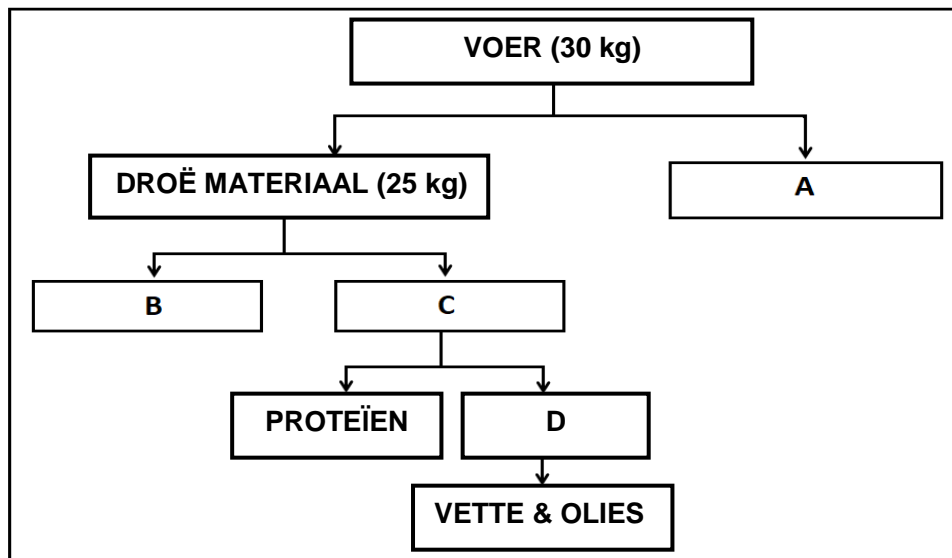 VOER (30 kg)
DROË MATERIAAL (25 kg)
A
B
C
PROTEÏEN
D
VETTE & OLIES